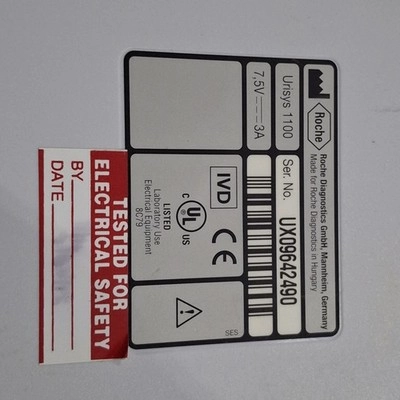 Roche
Roche Diagnostics GmbH, Mannheim, Germany
Made for Roche Diagnostics in Hungary
Urisys 1100
Ser. No. UX09642490
7,5V 3A
IVD
CE
C UL US
LISTED
Laboratory Use
Electrical Equipment
8C79
SES
TESTED FOR
ELECTRICAL SAFETY
BY
DATE